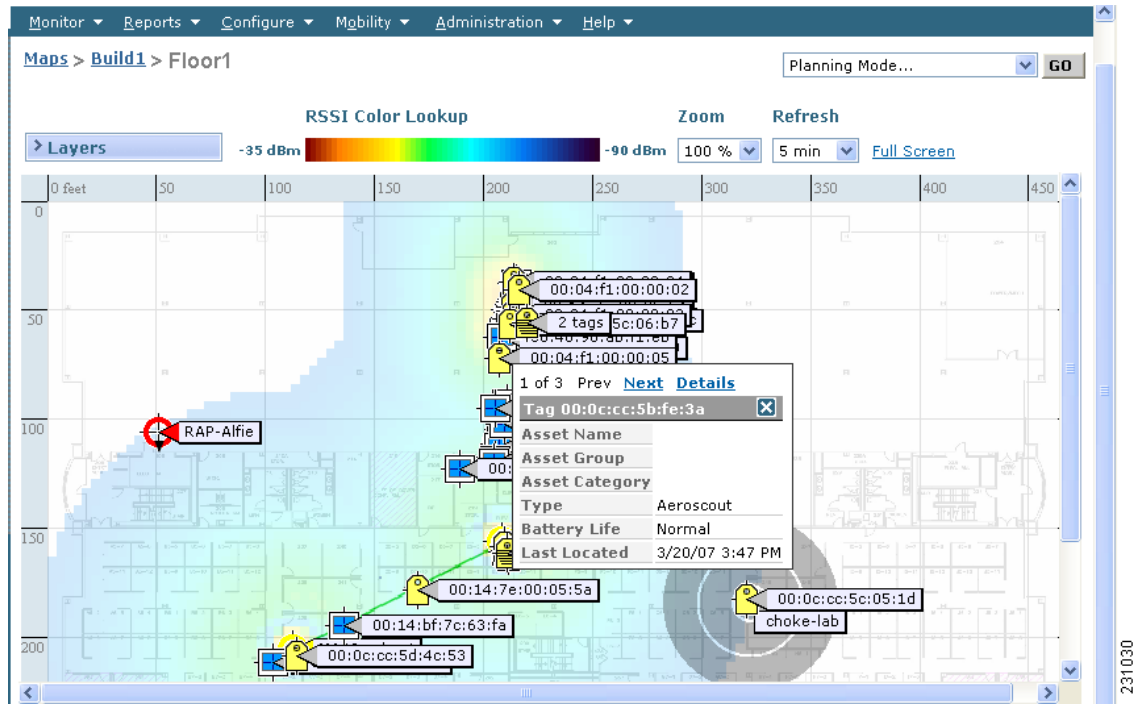 Monitor Reports Configure Mobility Administration Help
Maps > Build1 > Floor1
Planning Mode... GO
RSSI Color Lookup Zoom Refresh
Layers -35 dBm -90 dBm 100 % 5 min Full Screen
0 feet 50 100 150 200 250 300 350 400 450
0
00:04:f1:00:00:02
50
2 tags 5c:06:b7
00:04:f1:00:00:05
1 of 3 Prev Next Details
Tag 00:0c:cc:5b:fe:3a
100
RAP-Alfie
Asset Name
Asset Group
00:
Asset Category
Type Aeroscout
Battery Life Normal
150
Last Located 3/20/07 3:47 PM
00:14:7e:00:05:5a
00:0c:cc:5c:05:1d
choke-lab
00:14:bf:7c:63:fa
200
00:0c:cc:5d:4c:53
231030